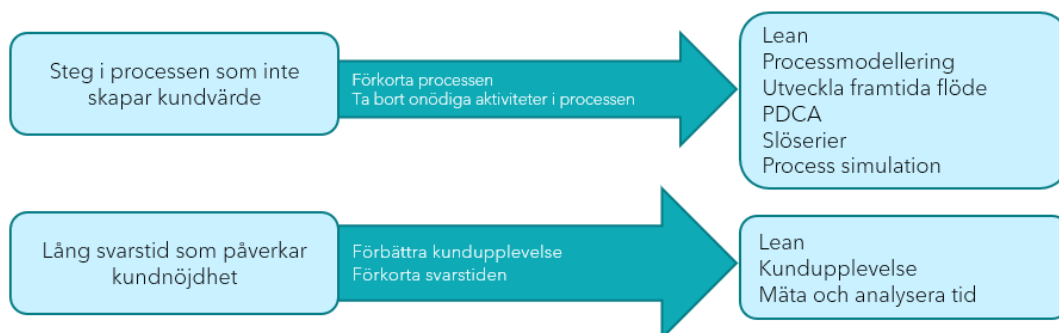 Steg i processen som inte
skapar kundvärde
Förkorta processen
Ta bort onödiga aktiviteter i processen
Lean
Processmodellering
Utveckla framtida flöde
PDCA
Slöserier
Process simulation
Lång svarstid som påverkar
kundnöjdhet
Förbättra kundupplevelse
Förkorta svarstiden
Lean
Kundupplevelse
Mäta och analysera tid